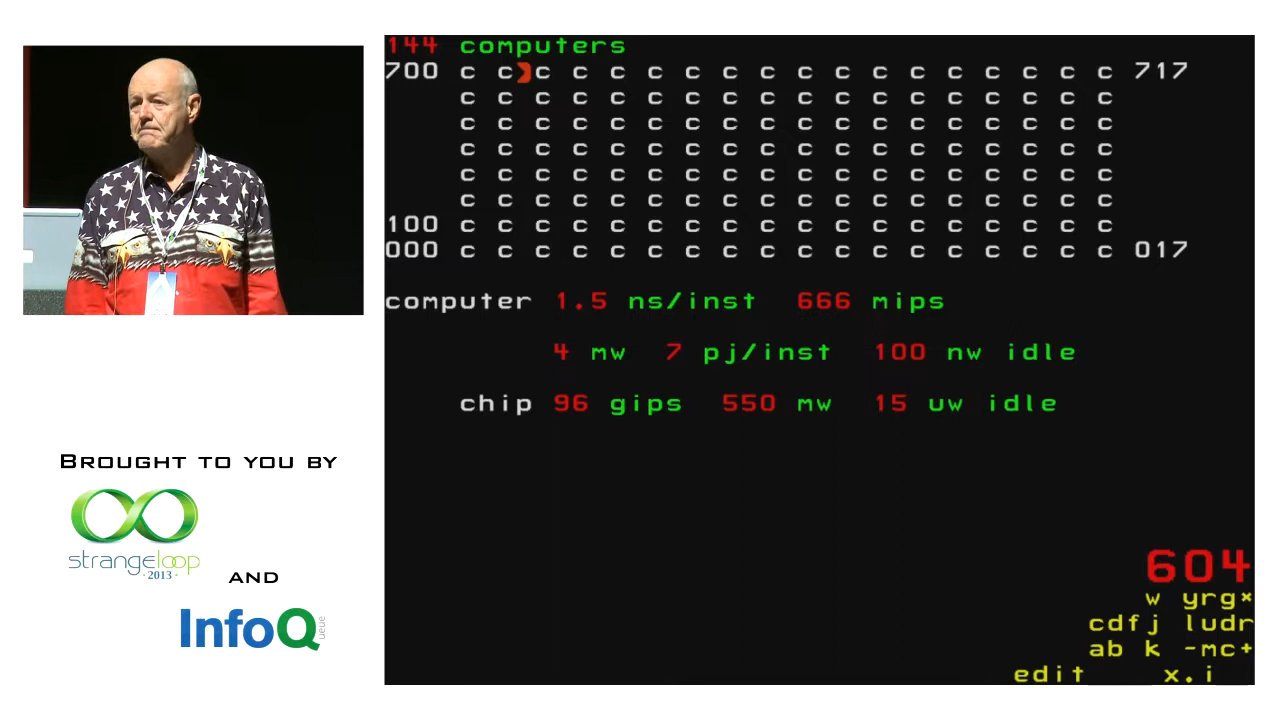 144 computers
700 c c c c c c c c c c c c c c c c c c 717
c c c c c c c c c c c c c c c c c c
c c c c c c c c c c c c c c c c c c
c c c c c c c c c c c c c c c c c c
c c c c c c c c c c c c c c c c c c
c c c c c c c c c c c c c c c c c c
100 c c c c c c c c c c c c c c c c c c
000 c c c c c c c c c c c c c c c c c c 017
computer 1.5 ns/inst 666 mips
4 mw 7 pj/inst 100 nw idle
chip 96 gips 550 mw 15 uw idle
604
w yrg*
cdfj ludr
ab k -mc+
edit x.i
BROUGHT TO YOU BY
strangeloop
·2013·
AND
InfoQ
ueue